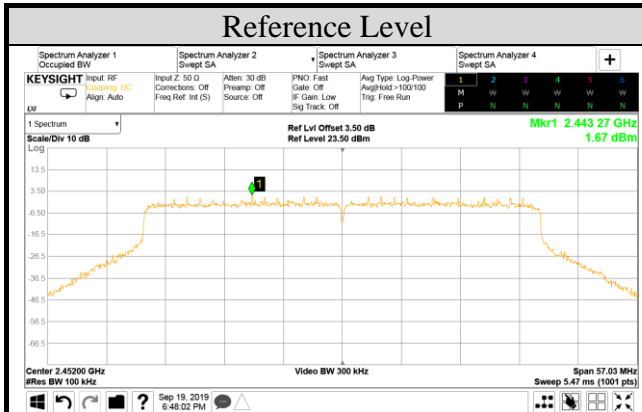 Reference Level
Spectrum Analyzer 1
Occupied BW
Spectrum Analyzer 2
Swept SA
Spectrum Analyzer 3
Swept SA
Spectrum Analyzer 4
Swept SA
+
KEYSIGHT
Input: RF
Coupling: DC
Align: Auto
Input Z: 50 Ω
Corrections: Off
Freq Ref: Int (S)
Atten: 30 dB
Preamp: Off
Source: Off
PNO: Fast
Gate: Off
IF Gain: Low
Sig Track: Off
Avg Type: Log-Power
Avg|Hold:>100/100
Trig: Free Run
1 2 3 4 5 6
M W W W W W
P N N N N N
LXI
1 Spectrum
Scale/Div 10 dB
Ref Lvl Offset 3.50 dB
Ref Level 23.50 dBm
Mkr1 2.443 27 GHz
1.67 dBm
Log
13.5
3.50
-6.50
-16.5
-26.5
-36.5
-46.5
-56.5
-66.5
1
Center 2.45200 GHz
#Res BW 100 kHz
Video BW 300 kHz
Span 57.03 MHz
Sweep 5.47 ms (1001 pts)
?
Sep 19, 2019
6:48:02 PM